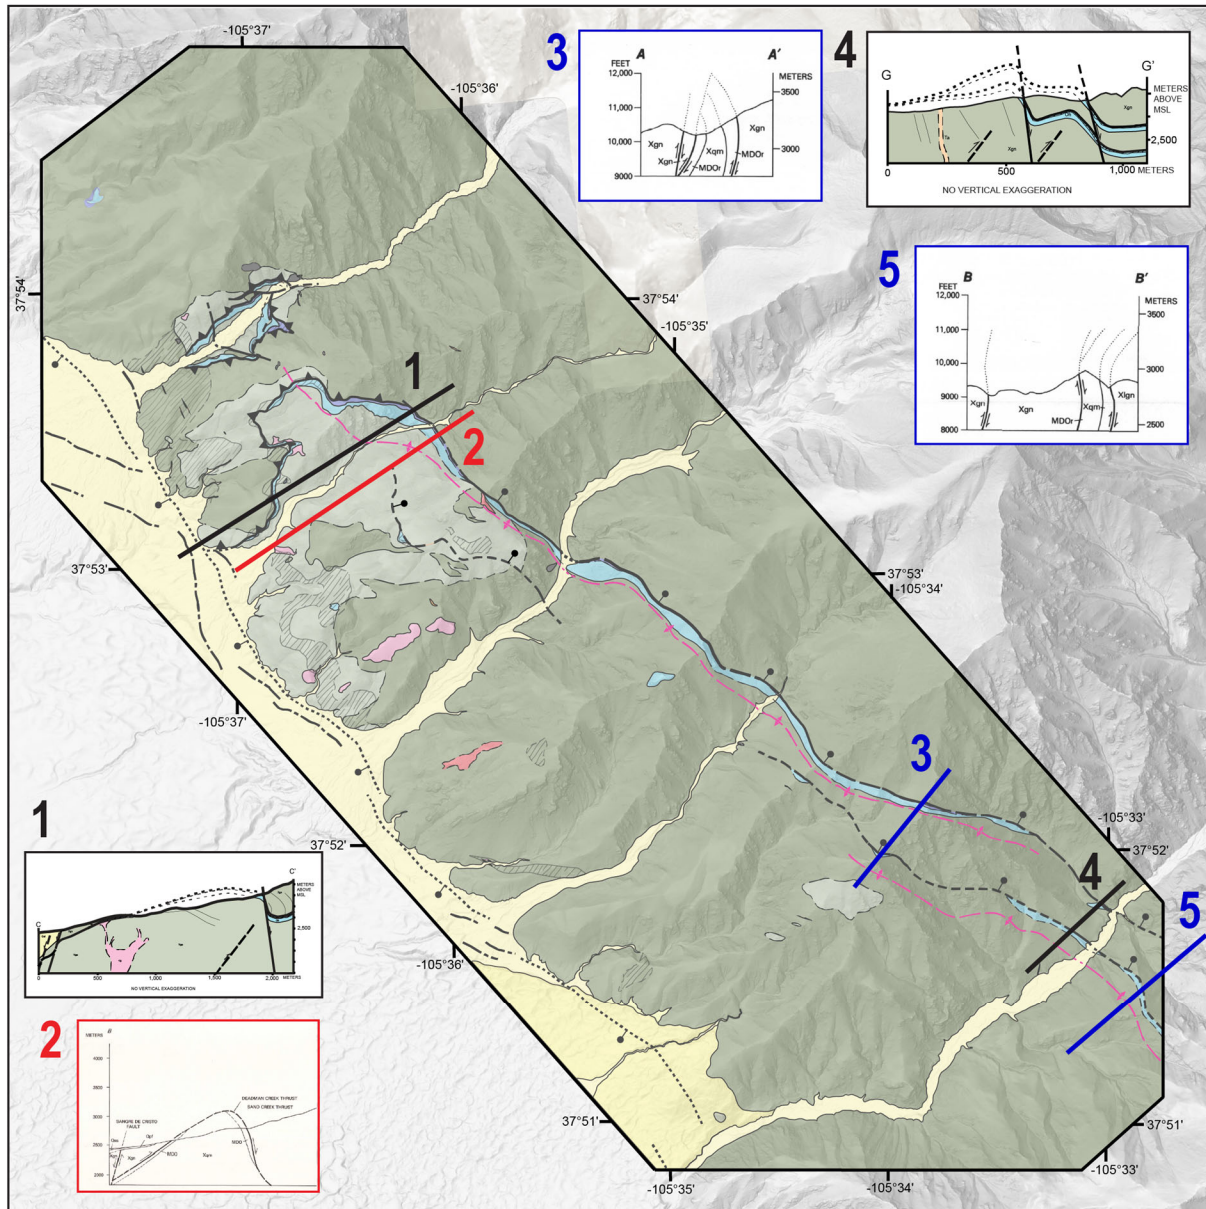 -105°37'
-105°36'
3
A
A'
FEET
METERS
12,000
11,000
10,000
9000
3500
3000
Xgn
Xgn
Xqm
MDOr
MDOr
Xgn
4
G
G'
METERS
ABOVE
MSL
2,500
Xgn
Xgn
0
500
1,000 METERS
NO VERTICAL EXAGGERATION
5
B
B'
FEET
METERS
12,000
11,000
10,000
9000
8000
3500
3000
2500
Xgn
Xgn
MDOr
Xqm
Xlgn
37°54'
37°54'
-105°35'
1
2
37°53'
37°53'
-105°34'
-105°37'
3
-105°33'
37°52'
37°52'
4
5
-105°36'
1
C
C'
METERS
ABOVE
MSL
2,500
0
500
1,000
1,500
2,000
METERS
NO VERTICAL EXAGGERATION
2
METERS
B
4000
3500
3000
2500
2000
DEADMAN CREEK THRUST
SAND CREEK THRUST
SANGRE DE CRISTO
FAULT
MDO
MDO
Xgn
37°51'
37°51'
-105°35'
-105°34'
-105°33'